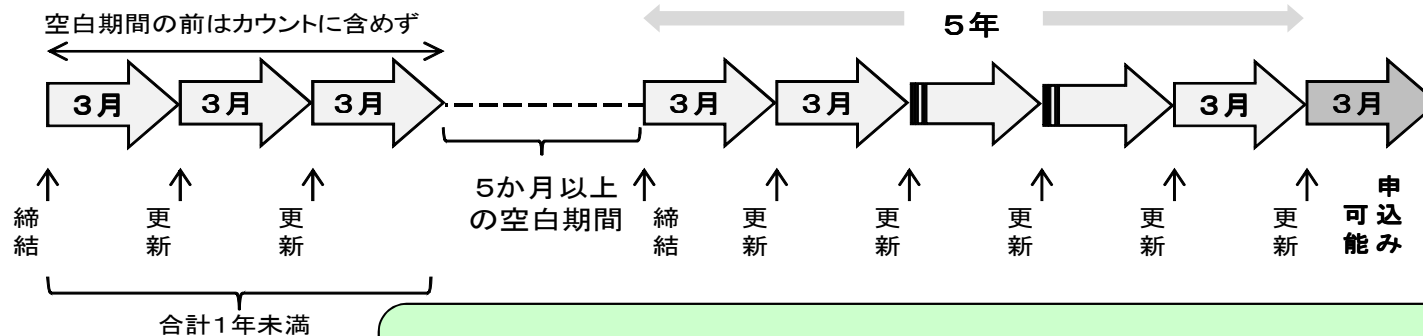 空白期間の前はカウントに含めず
5年
3月
3月
3月
3月
3月
3月
3月
締結
更新
更新
5か月以上
の空白期間
締結
更新
更新
更新
更新
更新
申込み
可能
合計1年未満